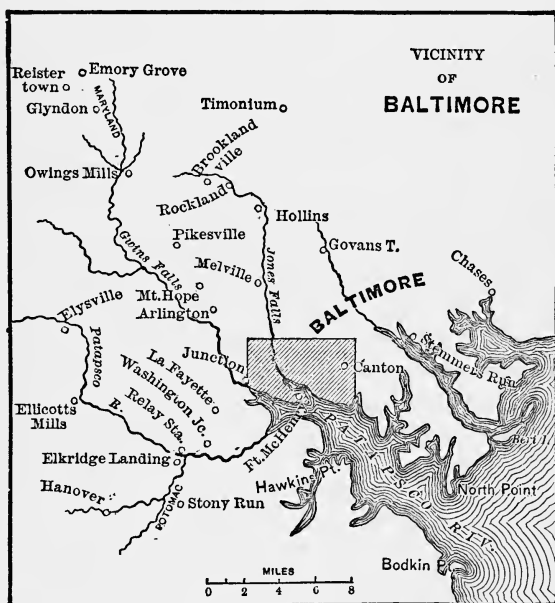 VICINITY
OF
BALTIMORE
Emory Grove
Reister
town
Glyndon
MARYLAND
Timonium
Brookland
ville
Owings Mills
Rockland
Hollins
Pikesville
Govans T.
Gwins Falls
Jones Falls
Melville
Chases
BALTIMORE
Mt. Hope
Arlington
Elysville
Stemmers Run
Patapsco
R.
Junction
Canton
La Fayette
Washington Jc.
Relay Sta.
Ellicotts
Mills
Ft. McHenry
PATAPSCO RIV.
Elkridge Landing
Hawkins Pt.
North Point
Hanover
POTOMAC
Stony Run
Bodkin Pt.
MILES
0 2 4 6 8